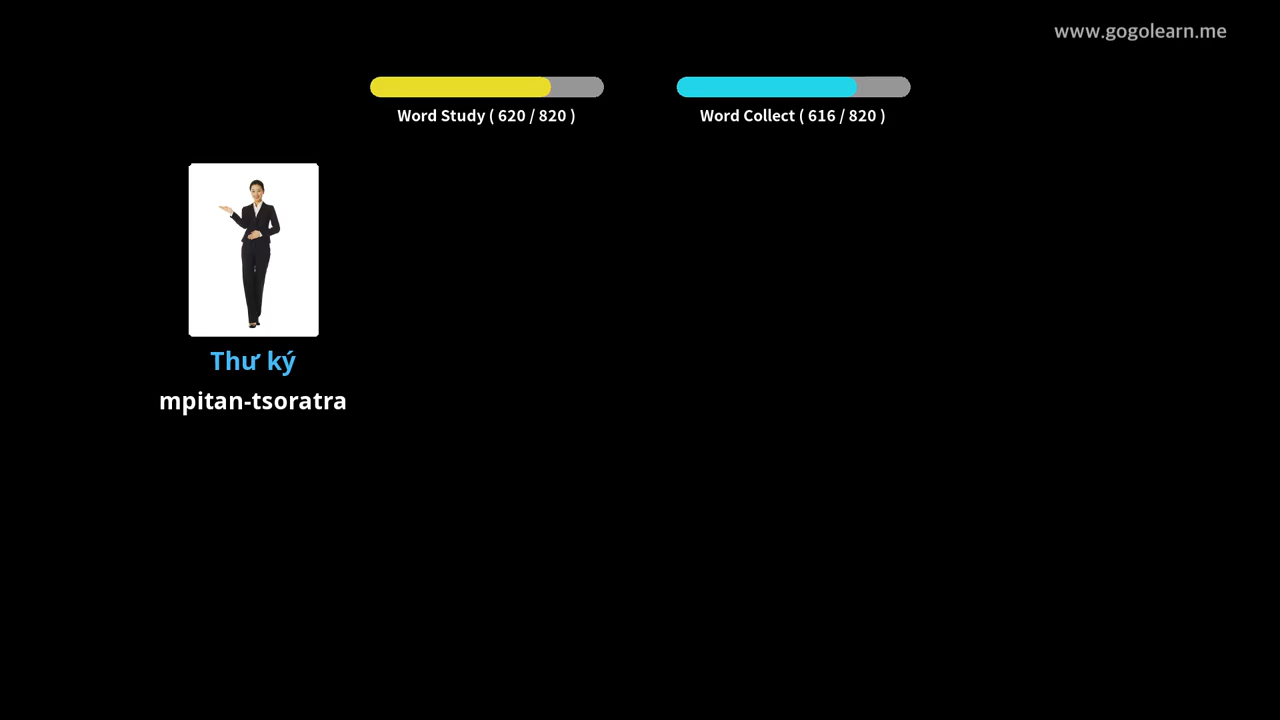 www.gogolearn.me
Word Study ( 620 / 820 )
Word Collect ( 616 / 820 )
Thư ký
mpitan-tsoratra